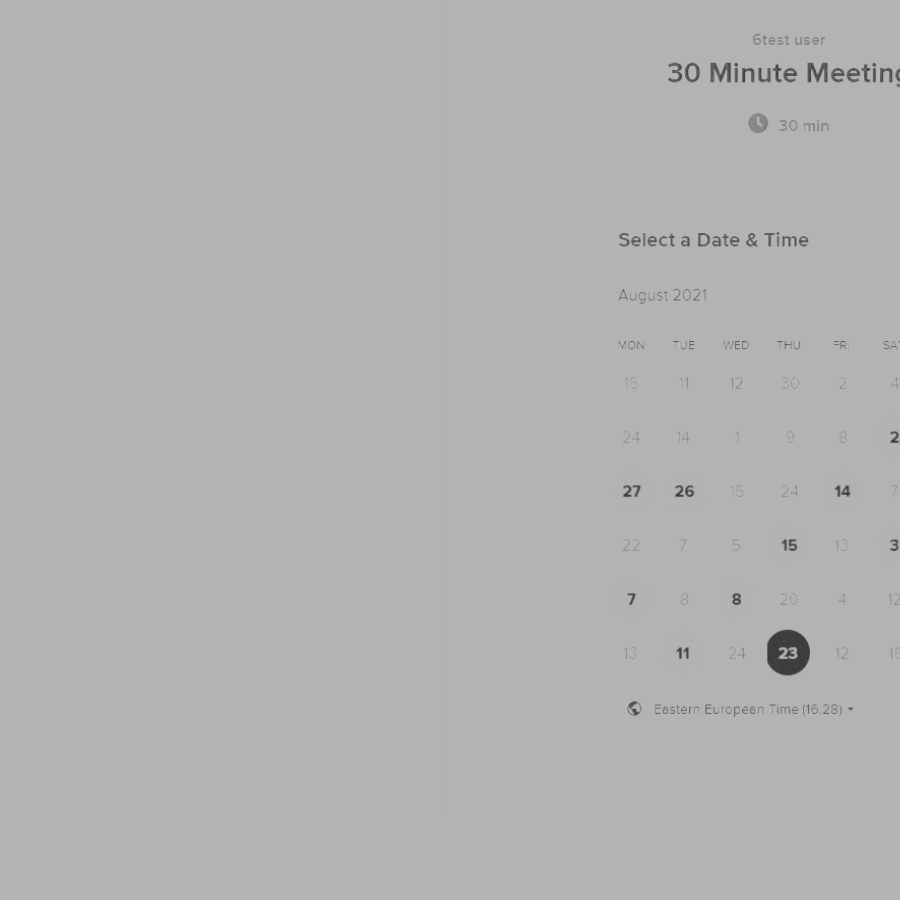 6test user
30 Minute Meeting
30 min
Select a Date & Time
August 2021
MON TUE WED THU FRI SAT
15 11 12 30 2 4
24 14 1 9 8 2
27 26 15 24 14 7
22 7 5 15 13 3
7 8 8 20 4 12
13 11 24 23 12 16
Eastern European Time (16:28)